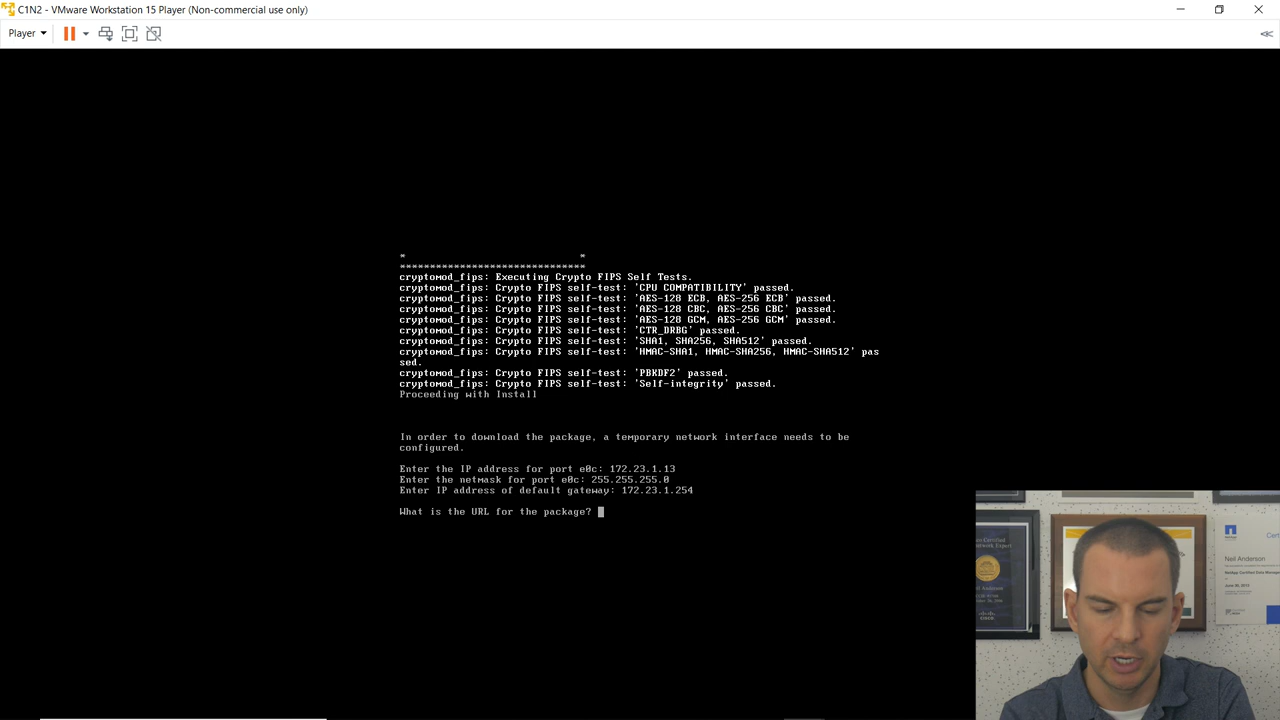 C1N2 - VMware Workstation 15 Player (Non-commercial use only)
Player
* *
*******************************
cryptomod_fips: Executing Crypto FIPS Self Tests.
cryptomod_fips: Crypto FIPS self-test: 'CPU COMPATIBILITY' passed.
cryptomod_fips: Crypto FIPS self-test: 'AES-128 ECB, AES-256 ECB' passed.
cryptomod_fips: Crypto FIPS self-test: 'AES-128 CBC, AES-256 CBC' passed.
cryptomod_fips: Crypto FIPS self-test: 'AES-128 GCM, AES-256 GCM' passed.
cryptomod_fips: Crypto FIPS self-test: 'CTR_DRBG' passed.
cryptomod_fips: Crypto FIPS self-test: 'SHA1, SHA256, SHA512' passed.
cryptomod_fips: Crypto FIPS self-test: 'HMAC-SHA1, HMAC-SHA256, HMAC-SHA512' pas
sed.
cryptomod_fips: Crypto FIPS self-test: 'PBKDF2' passed.
cryptomod_fips: Crypto FIPS self-test: 'Self-integrity' passed.
Proceeding with Install
In order to download the package, a temporary network interface needs to be
configured.
Enter the IP address for port e0c: 172.23.1.13
Enter the netmask for port e0c: 255.255.255.0
Enter IP address of default gateway: 172.23.1.254
What is the URL for the package?
Neil Anderson